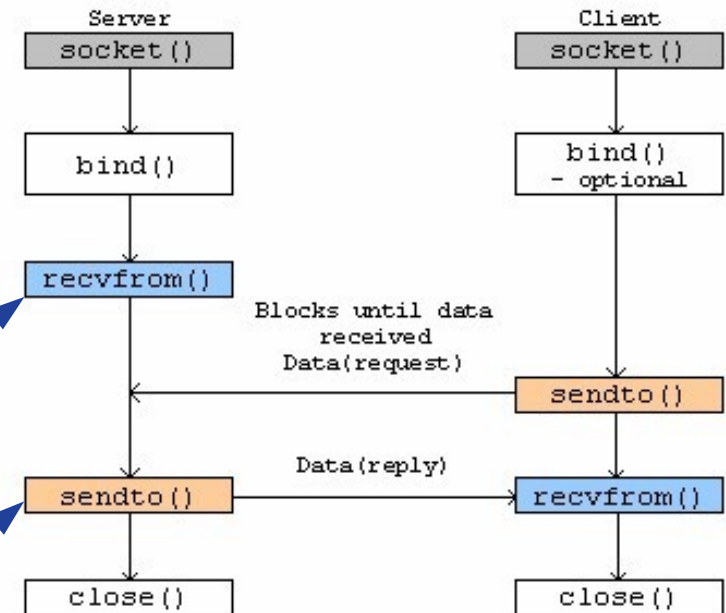 Server
Client
socket()
socket()
bind()
bind()
- optional
recvfrom()
Blocks until data
received
Data(request)
sendto()
Data(reply)
sendto()
recvfrom()
close()
close()